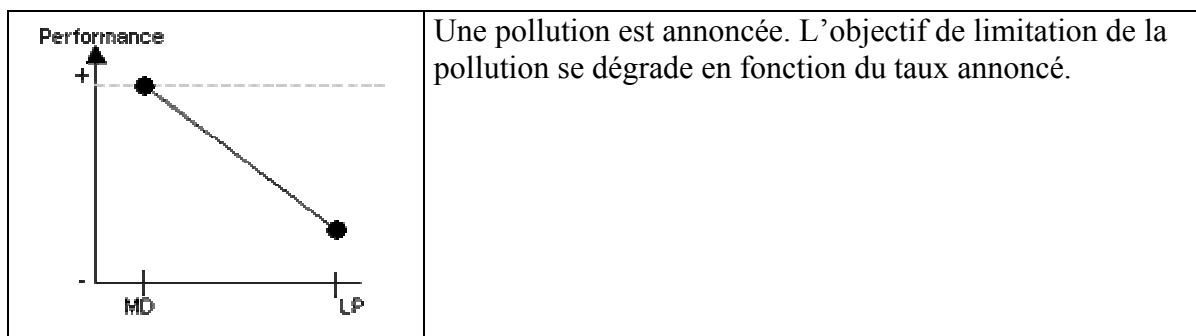 Performance
+
-
MD
LP
Une pollution est annoncée. L’objectif de limitation de la
pollution se dégrade en fonction du taux annoncé.